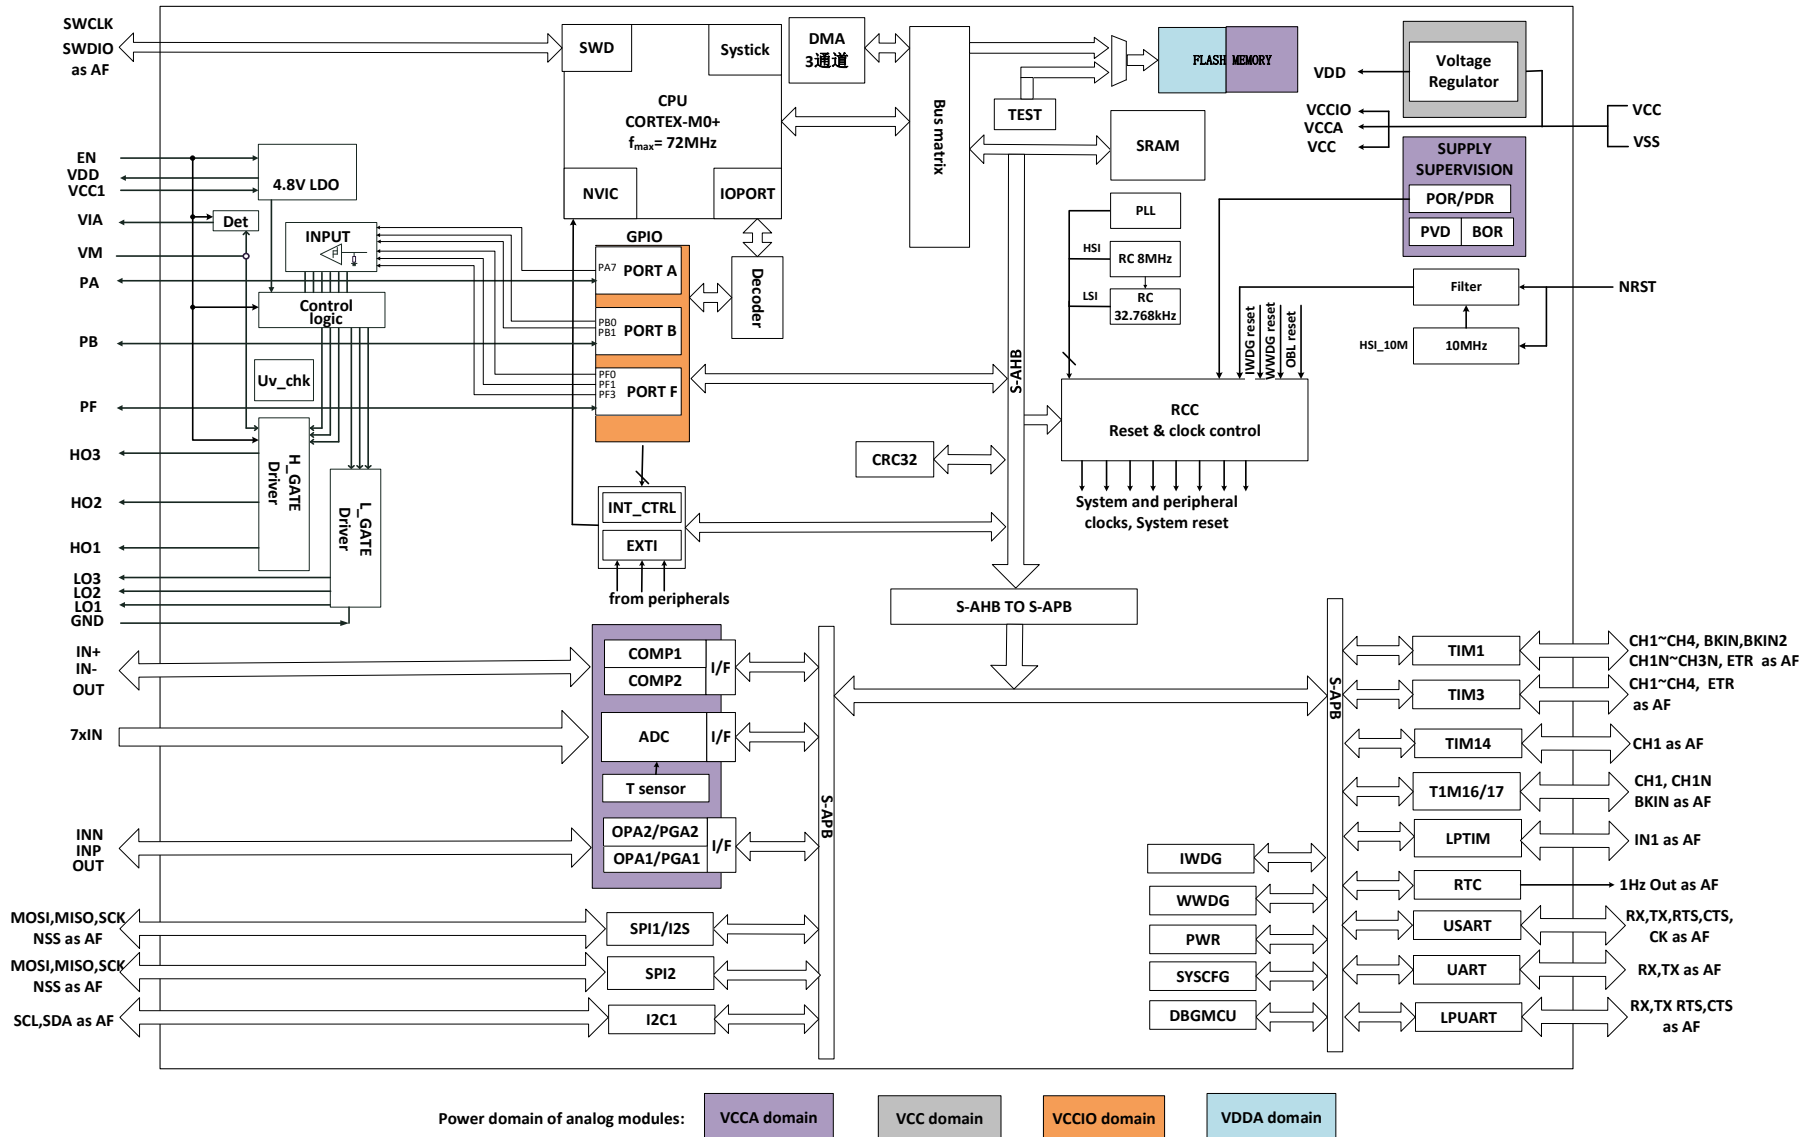 SWCLK
SWDIO
as AF
SWD
Systick
CPU
CORTEX-M0+
fmax= 72MHz
NVIC
IOPORT
DMA
3通道
Bus matrix
TEST
FLASH MEMORY
SRAM
Voltage
Regulator
VDD
VCCIO
VCCA
VCC
VCC
VSS
SUPPLY
SUPERVISION
POR/PDR
PVD
BOR
EN
VDD
VCC1
VIA
VM
PA
PB
PF
HO3
HO2
HO1
LO3
LO2
LO1
GND
4.8V LDO
Det
INPUT
Control
logic
Uv_chk
H_GATE
Driver
L_GATE
Driver
GPIO
PA7
PORT A
PB0
PB1
PORT B
PF0
PF1
PF3
PORT F
Decoder
INT_CTRL
EXTI
from peripherals
PLL
HSI
RC 8MHz
LSI
RC
32.768kHz
Filter
NRST
HSI_10M
10MHz
IWDG reset
WWDG reset
OBL reset
RCC
Reset & clock control
System and peripheral
clocks, System reset
S-AHB
CRC32
S-AHB TO S-APB
IN+
IN-
OUT
COMP1
COMP2
I/F
7xIN
ADC
I/F
T sensor
INN
INP
OUT
OPA2/PGA2
OPA1/PGA1
I/F
MOSI,MISO,SCK
NSS as AF
SPI1/I2S
MOSI,MISO,SCK
NSS as AF
SPI2
SCL,SDA as AF
I2C1
S-APB
S-APB
IWDG
WWDG
PWR
SYSCFG
DBGMCU
TIM1
CH1~CH4, BKIN,BKIN2
CH1N~CH3N, ETR as AF
TIM3
CH1~CH4, ETR
as AF
TIM14
CH1 as AF
T1M16/17
CH1, CH1N
BKIN as AF
LPTIM
IN1 as AF
RTC
1Hz Out as AF
USART
RX,TX,RTS,CTS,
CK as AF
UART
RX,TX as AF
LPUART
RX,TX RTS,CTS
as AF
Power domain of analog modules:
VCCA domain
VCC domain
VCCIO domain
VDDA domain